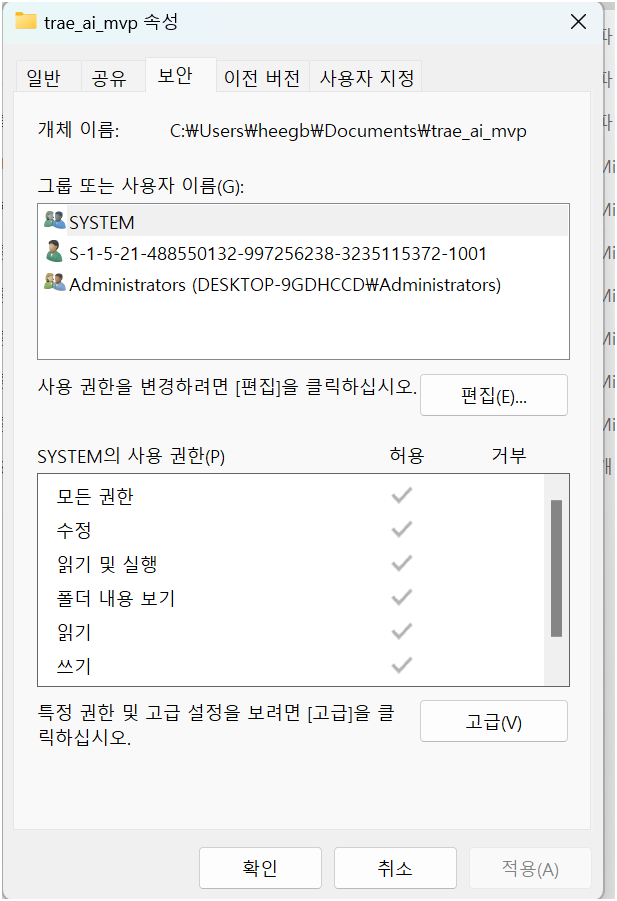 trae_ai_mvp 속성
일반
공유
보안
이전 버전
사용자 지정
개체 이름:
C:₩Users₩heegb₩Documents₩trae_ai_mvp
그룹 또는 사용자 이름(G):
SYSTEM
S-1-5-21-488550132-997256238-3235115372-1001
Administrators (DESKTOP-9GDHCCD₩Administrators)
사용 권한을 변경하려면 [편집]을 클릭하십시오.
편집(E)...
SYSTEM의 사용 권한(P)
허용
거부
모든 권한
수정
읽기 및 실행
폴더 내용 보기
읽기
쓰기
특정 권한 및 고급 설정을 보려면 [고급]을 클
릭하십시오.
고급(V)
확인
취소
적용(A)